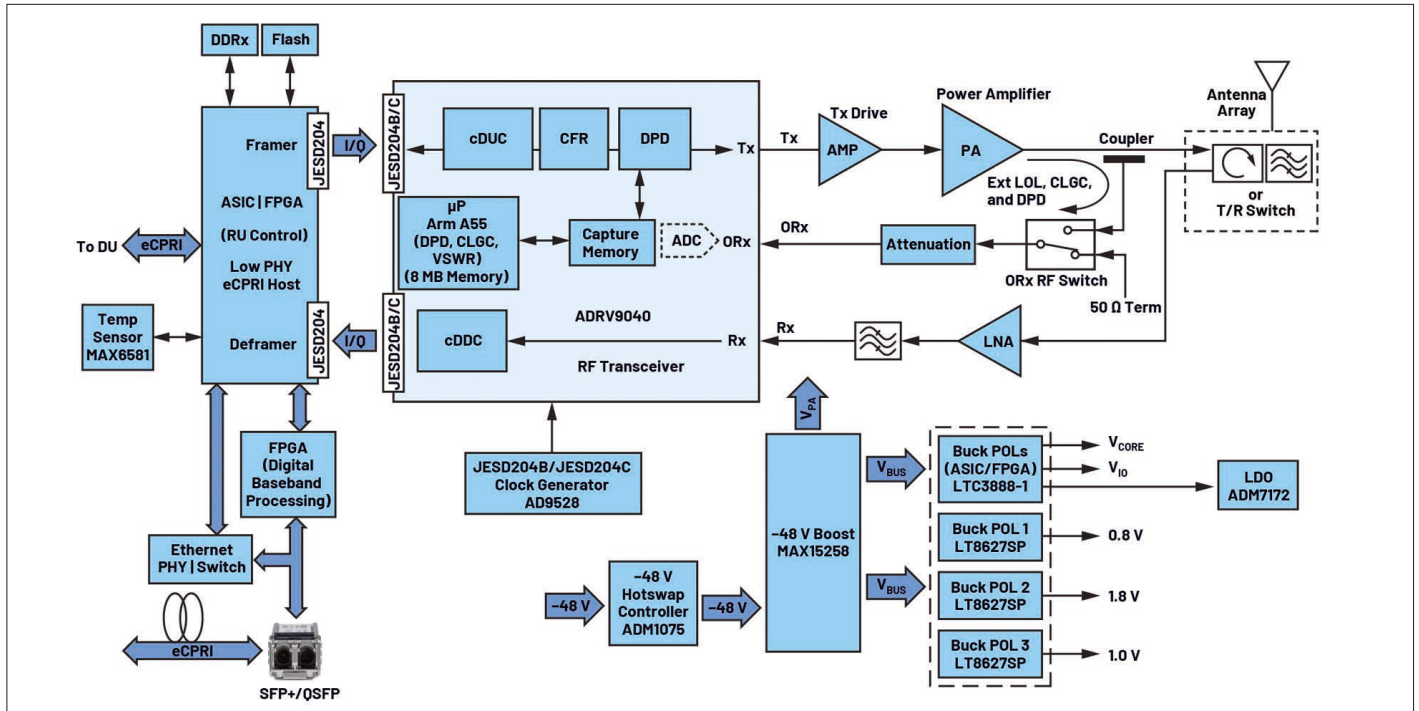 DDRx
Flash
Framer
ASIC | FPGA
(RU Control)
Low PHY
eCPRI Host
Deframer
JESD204
JESD204
I/Q
I/Q
To DU
eCPRI
Temp
Sensor
MAX6581
JESD204B/C
JESD204B/C
cDUC
CFR
DPD
Tx
µP
Arm A55
(DPD, CLGC,
VSWR)
(8 MB Memory)
Capture
Memory
ADC
ORx
cDDC
ADRV9040
RF Transceiver
Rx
Tx
Tx Drive
AMP
Power Amplifier
PA
Coupler
Antenna
Array
or
T/R Switch
Ext LOL, CLGC,
and DPD
ORx
Attenuation
ORx RF Switch
50 Ω Term
Rx
LNA
FPGA
(Digital
Baseband
Processing)
Ethernet
PHY | Switch
eCPRI
SFP+/QSFP
JESD204B/JESD204C
Clock Generator
AD9528
–48 V
–48 V
Hotswap
Controller
ADM1075
–48 V
VPA
–48 V Boost
MAX15258
VBUS
VBUS
Buck POLs
(ASIC/FPGA)
LTC3888-1
VCORE
VIO
LDO
ADM7172
Buck POL 1
LT8627SP
0.8 V
Buck POL 2
LT8627SP
1.8 V
Buck POL 3
LT8627SP
1.0 V